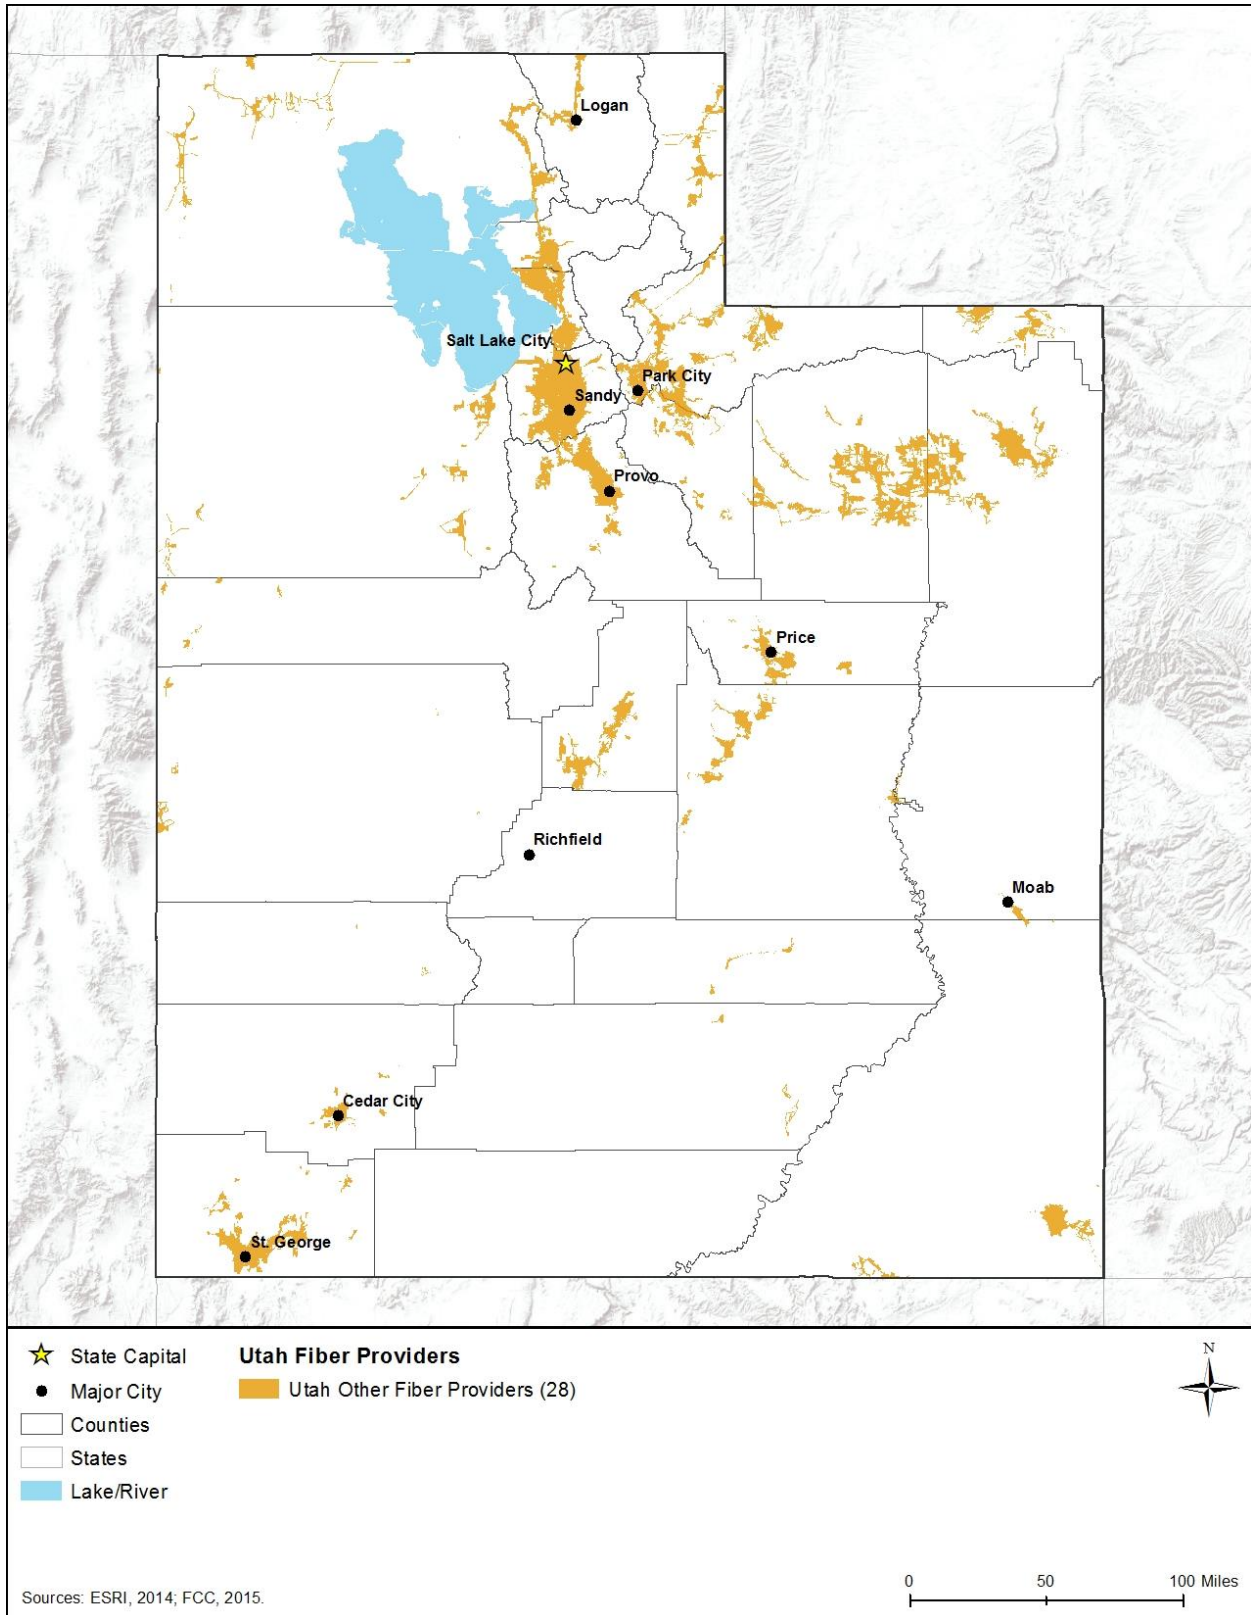 Logan
Salt Lake City
Park City
Sandy
Provo
Price
Richfield
Moab
Cedar City
St. George
State Capital
Major City
Counties
States
Lake/River
Utah Fiber Providers
Utah Other Fiber Providers (28)
N
0 50 100 Miles
Sources: ESRI, 2014; FCC, 2015.